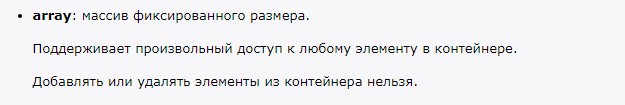 array: массив фиксированного размера.
Поддерживает произвольный доступ к любому элементу в контейнере.
Добавлять или удалять элементы из контейнера нельзя.